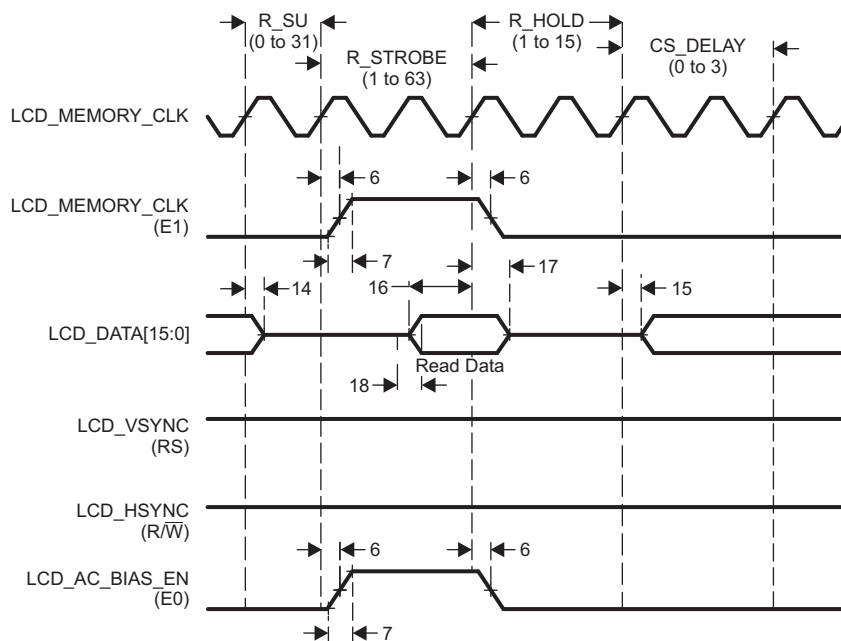 R_SU
(0 to 31)
R_HOLD
(1 to 15)
R_STROBE
(1 to 63)
CS_DELAY
(0 to 3)
LCD_MEMORY_CLK
6
6
LCD_MEMORY_CLK
(E1)
7
17
14
16
15
LCD_DATA[15:0]
Read Data
18
LCD_VSYNC
(RS)
LCD_HSYNC
(R/W̅)
6
6
LCD_AC_BIAS_EN
(E0)
7